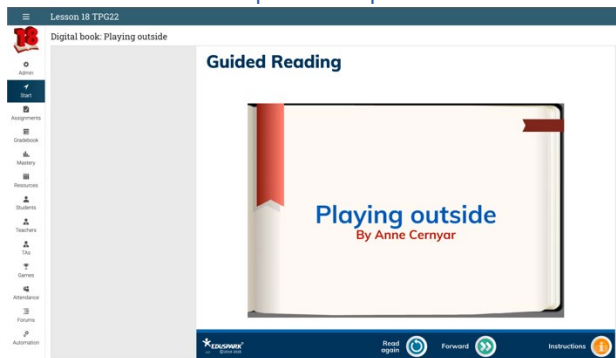 Lesson 18 TPG22
18
Digital book: Playing outside
Admin
Start
Assignments
Gradebook
Mastery
Resources
Students
Teachers
TAs
Games
Attendance
Forums
Automation
Guided Reading
Playing outside
By Anne Cernyar
EDUSPARK
Read again
Forward
Instructions